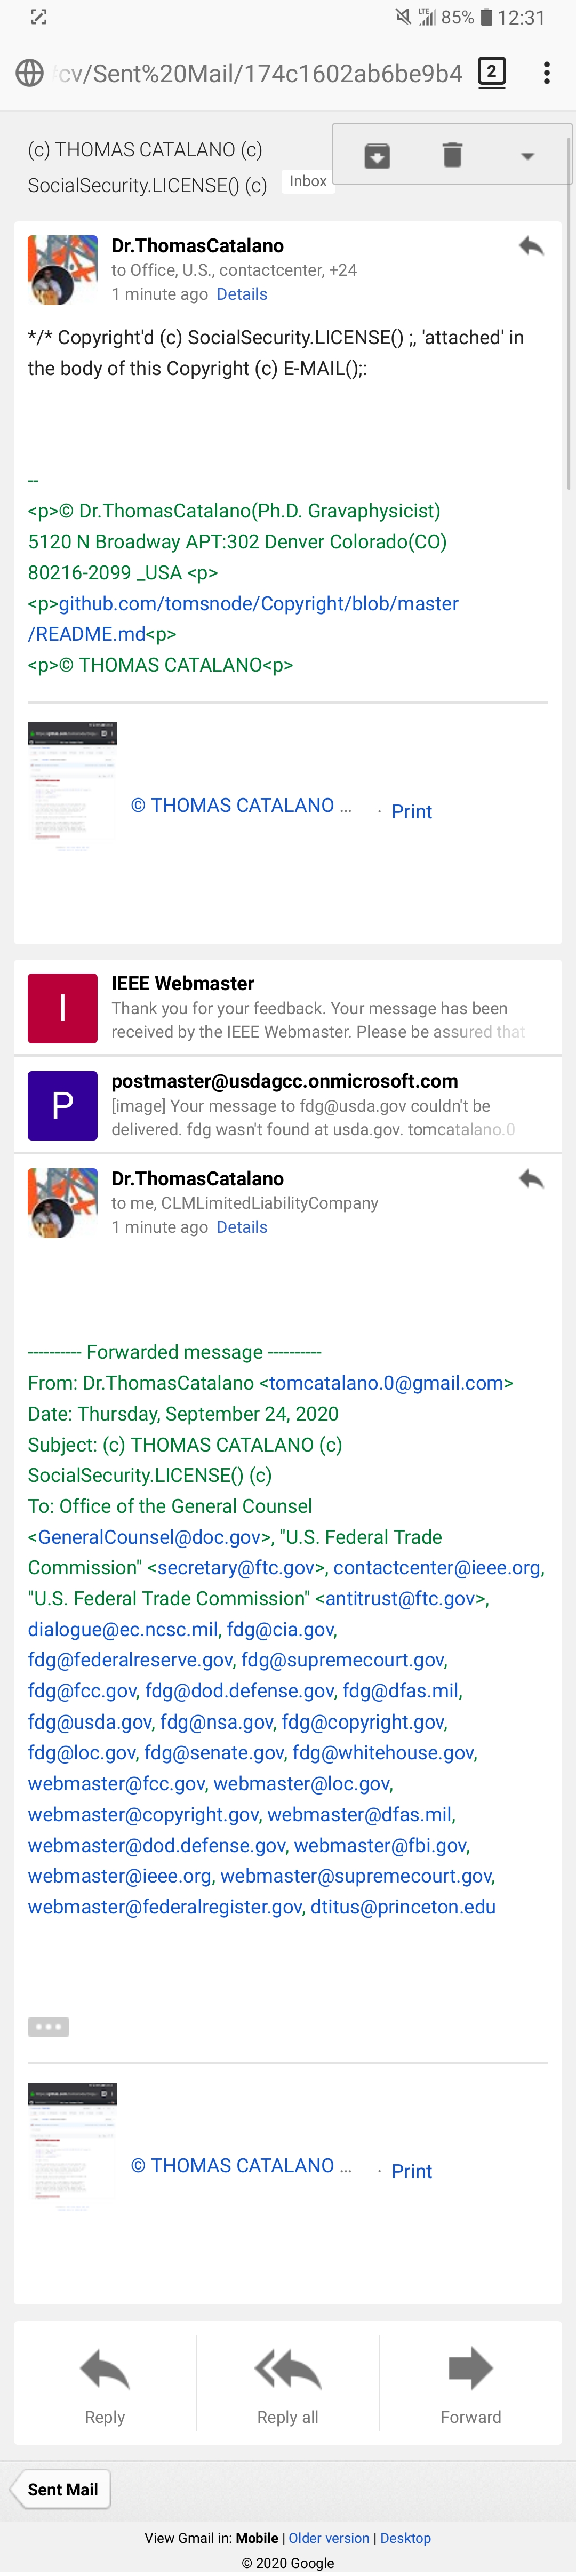 LTE 85% 12:31
cv/Sent%20Mail/174c1602ab6be9b4 2
(c) THOMAS CATALANO (c)
SocialSecurity.LICENSE() (c) Inbox
Dr.ThomasCatalano
to Office, U.S., contactcenter, +24
1 minute ago Details
*/* Copyright'd (c) SocialSecurity.LICENSE() ;, 'attached' in
the body of this Copyright (c) E-MAIL();:
--
<p>© Dr.ThomasCatalano(Ph.D. Gravaphysicist)
5120 N Broadway APT:302 Denver Colorado(CO)
80216-2099 _USA <p>
<p>github.com/tomsnode/Copyright/blob/master
/README.md<p>
<p>© THOMAS CATALANO<p>
© THOMAS CATALANO ... · Print
I
IEEE Webmaster
Thank you for your feedback. Your message has been
received by the IEEE Webmaster. Please be assured that
P
postmaster@usdagcc.onmicrosoft.com
[image] Your message to fdg@usda.gov couldn't be
delivered. fdg wasn't found at usda.gov. tomcatalano.0
Dr.ThomasCatalano
to me, CLMLimitedLiabilityCompany
1 minute ago Details
---------- Forwarded message ----------
From: Dr.ThomasCatalano <tomcatalano.0@gmail.com>
Date: Thursday, September 24, 2020
Subject: (c) THOMAS CATALANO (c)
SocialSecurity.LICENSE() (c)
To: Office of the General Counsel
<GeneralCounsel@doc.gov>, "U.S. Federal Trade
Commission" <secretary@ftc.gov>, contactcenter@ieee.org,
"U.S. Federal Trade Commission" <antitrust@ftc.gov>,
dialogue@ec.ncsc.mil, fdg@cia.gov,
fdg@federalreserve.gov, fdg@supremecourt.gov,
fdg@fcc.gov, fdg@dod.defense.gov, fdg@dfas.mil,
fdg@usda.gov, fdg@nsa.gov, fdg@copyright.gov,
fdg@loc.gov, fdg@senate.gov, fdg@whitehouse.gov,
webmaster@fcc.gov, webmaster@loc.gov,
webmaster@copyright.gov, webmaster@dfas.mil,
webmaster@dod.defense.gov, webmaster@fbi.gov,
webmaster@ieee.org, webmaster@supremecourt.gov,
webmaster@federalregister.gov, dtitus@princeton.edu
© THOMAS CATALANO ... · Print
Reply Reply all Forward
Sent Mail
View Gmail in: Mobile | Older version | Desktop
© 2020 Google